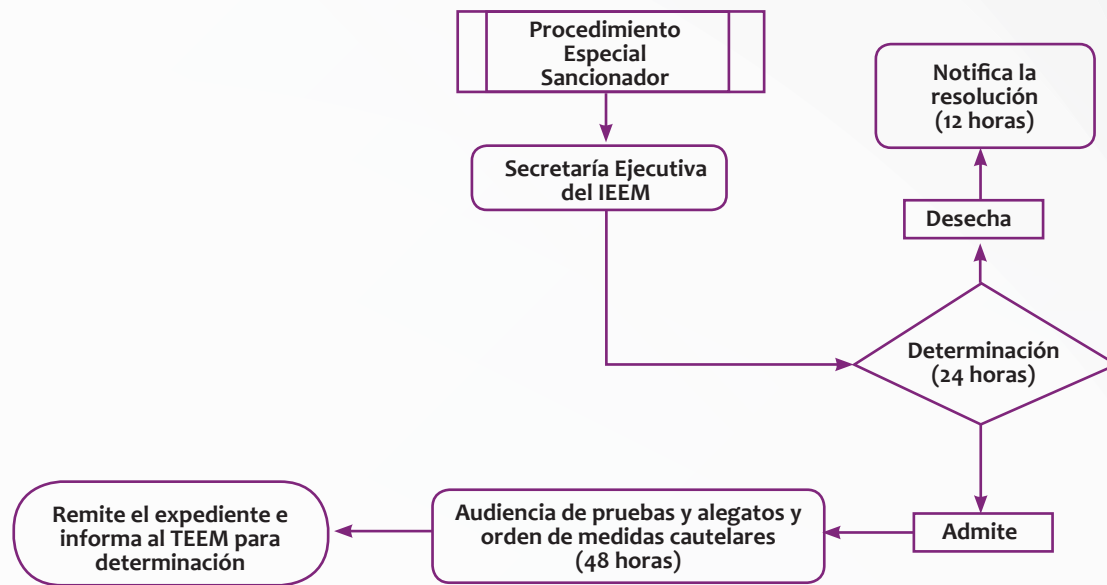 Procedimiento
Especial
Sancionador
Secretaría Ejecutiva
del IEEM
Notifica la
resolución
(12 horas)
Desecha
Determinación
(24 horas)
Admite
Audiencia de pruebas y alegatos y
orden de medidas cautelares
(48 horas)
Remite el expediente e
informa al TEEM para
determinación